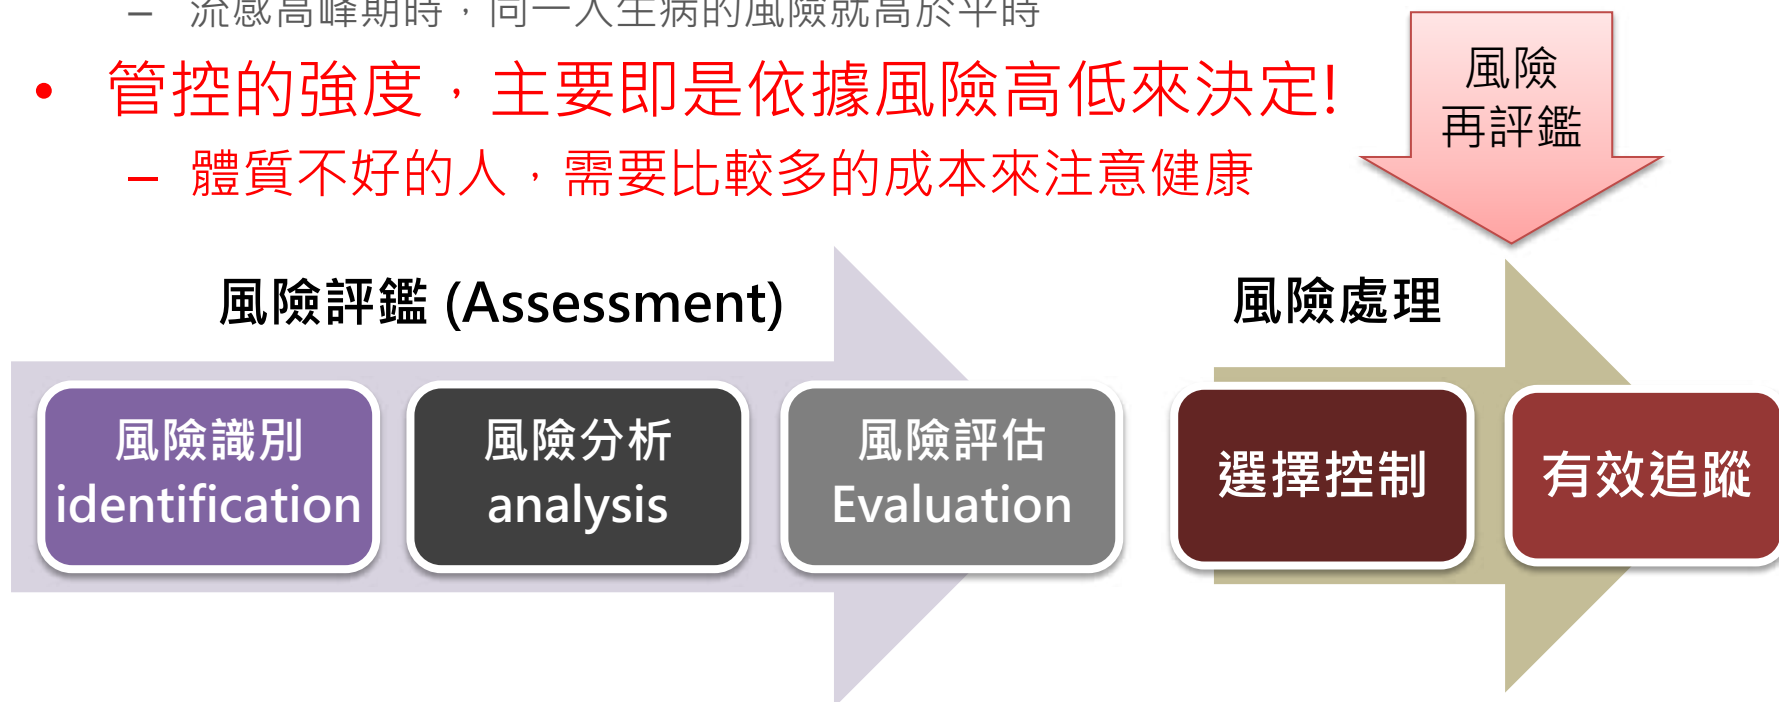 – 流感高峰期時，同一人生病的風險就高於平時
• 管控的強度，主要即是依據風險高低來決定!
– 體質不好的人，需要比較多的成本來注意健康
風險
再評鑑
風險評鑑 (Assessment)
風險處理
風險識別
identification
風險分析
analysis
風險評估
Evaluation
選擇控制
有效追蹤